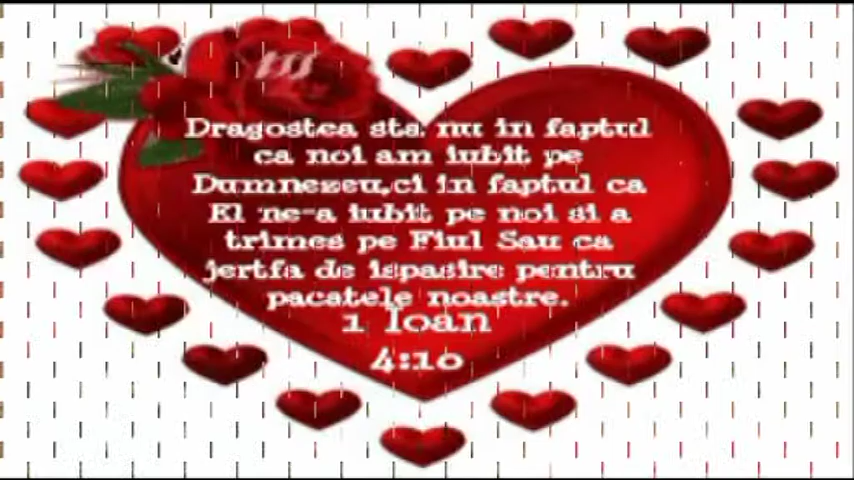 Dragostea sta nu in faptul
ca noi am iubit pe
Dumnezeu,ci in faptul ca
El ne-a iubit pe noi si a
trimes pe Fiul Sau ca
jertfa de ispasire pentru
pacatele noastre.
1 Ioan
4:10